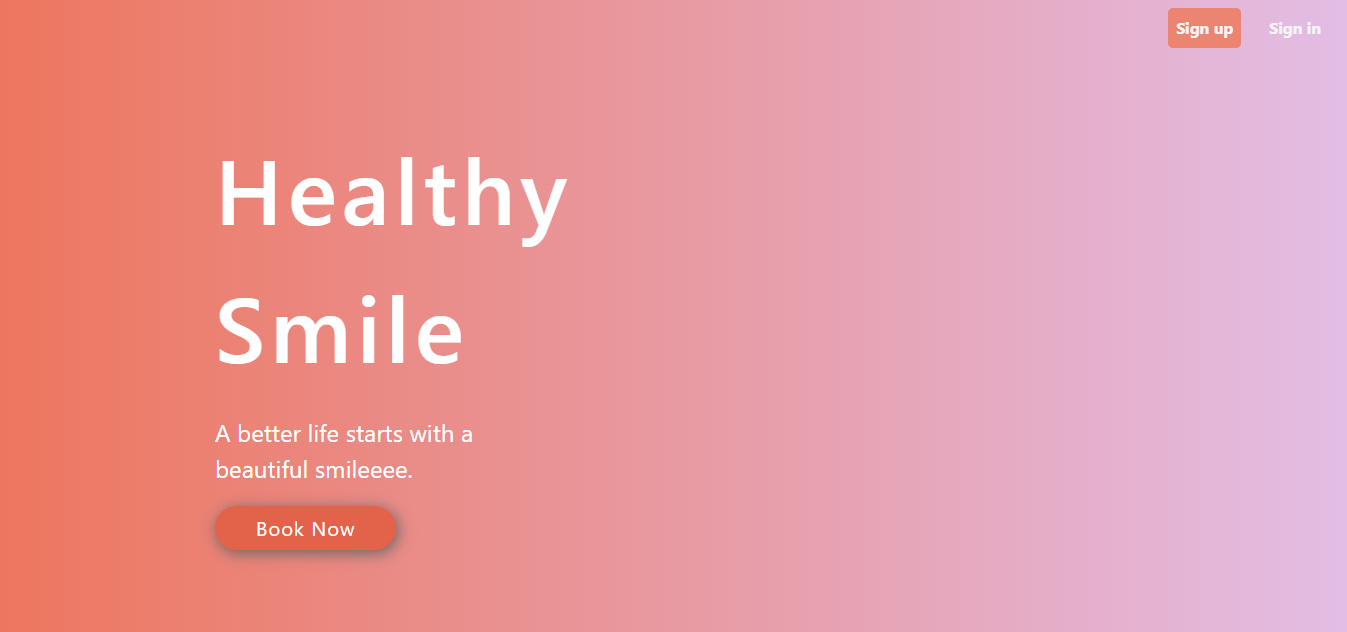 Sign up Sign in
Healthy
Smile
A better life starts with a
beautiful smileeee.
Book Now